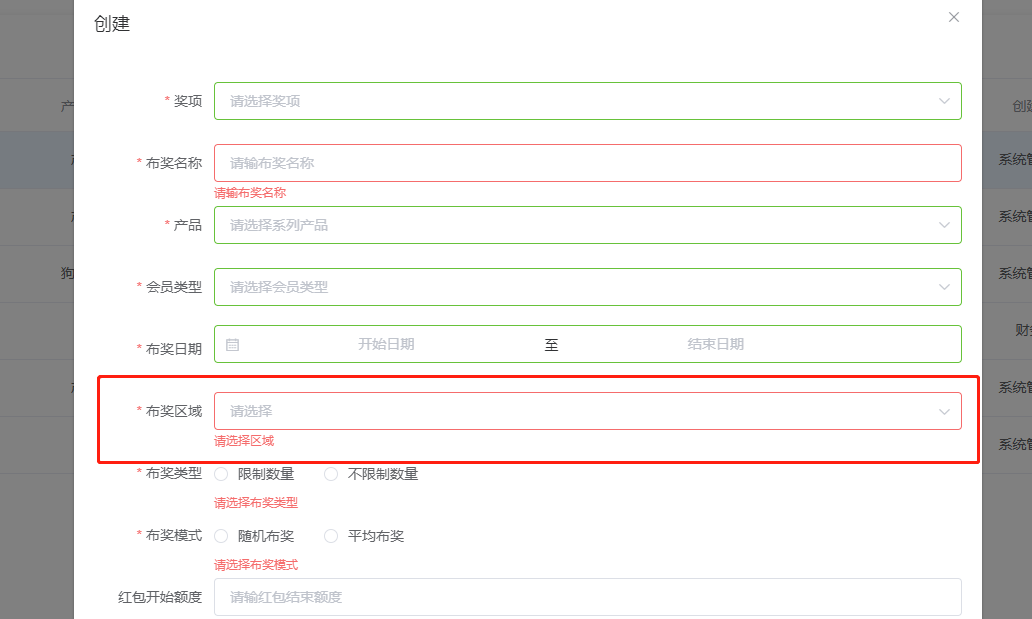 创建
* 奖项 请选择奖项
* 布奖名称 请输布奖名称
请输布奖名称
* 产品 请选择系列产品
* 会员类型 请选择会员类型
* 布奖日期 开始日期 至 结束日期
* 布奖区域 请选择
请选择区域
* 布奖类型 限制数量 不限制数量
请选择布奖类型
* 布奖模式 随机布奖 平均布奖
请选择布奖模式
红包开始额度 请输红包结束额度
产
狗
创建
系统管
系统管
系统管
财务
系统管
系统管